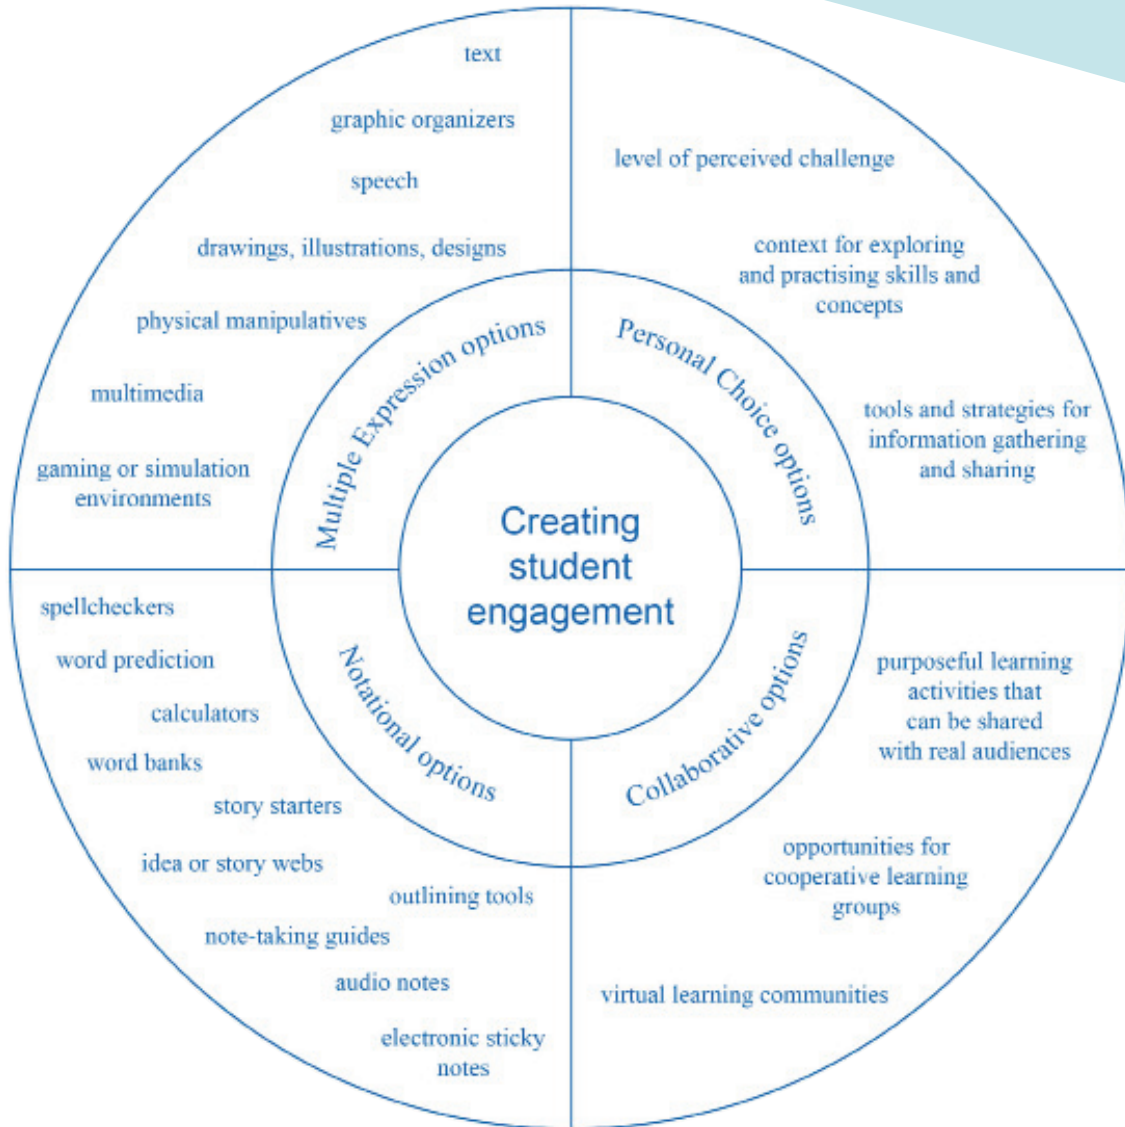 text
graphic organizers
speech
drawings, illustrations, designs
physical manipulatives
multimedia
gaming or simulation
environments
Multiple Expression options
level of perceived challenge
context for exploring
and practising skills and
concepts
tools and strategies for
information gathering
and sharing
Personal Choice options
Creating
student
engagement
spellcheckers
word prediction
calculators
word banks
story starters
idea or story webs
outlining tools
note-taking guides
audio notes
electronic sticky
notes
Notational options
purposeful learning
activities that
can be shared
with real audiences
opportunities for
cooperative learning
groups
virtual learning communities
Collaborative options